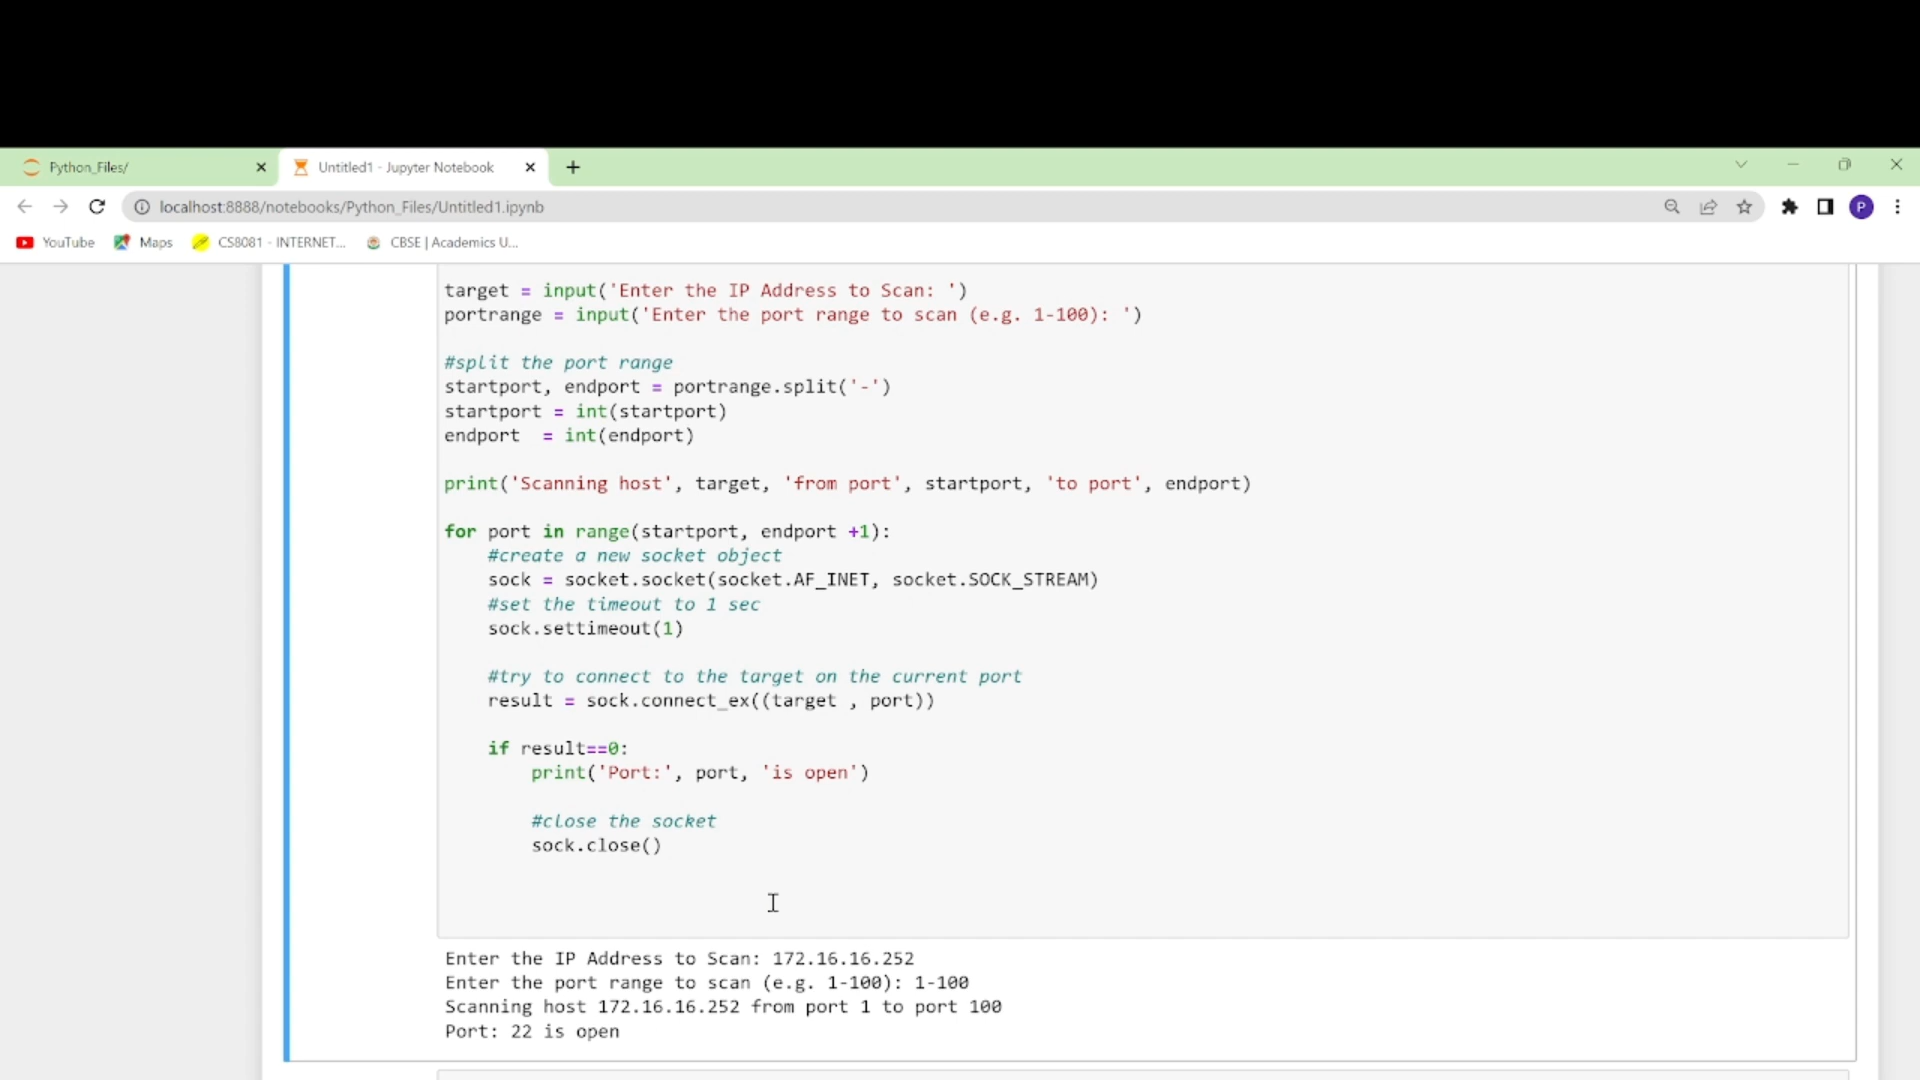 Python_Files/
Untitled1 - Jupyter Notebook
localhost:8888/notebooks/Python_Files/Untitled1.ipynb
P
YouTube
Maps
CS8081 - INTERNET...
CBSE | Academics U...
target = input('Enter the IP Address to Scan: ')
portrange = input('Enter the port range to scan (e.g. 1-100): ')
#split the port range
startport, endport = portrange.split('-')
startport = int(startport)
endport  = int(endport)
print('Scanning host', target, 'from port', startport, 'to port', endport)
for port in range(startport, endport +1):
    #create a new socket object
    sock = socket.socket(socket.AF_INET, socket.SOCK_STREAM)
    #set the timeout to 1 sec
    sock.settimeout(1)
    #try to connect to the target on the current port
    result = sock.connect_ex((target , port))
    if result==0:
        print('Port:', port, 'is open')
        #close the socket
        sock.close()
Enter the IP Address to Scan: 172.16.16.252
Enter the port range to scan (e.g. 1-100): 1-100
Scanning host 172.16.16.252 from port 1 to port 100
Port: 22 is open